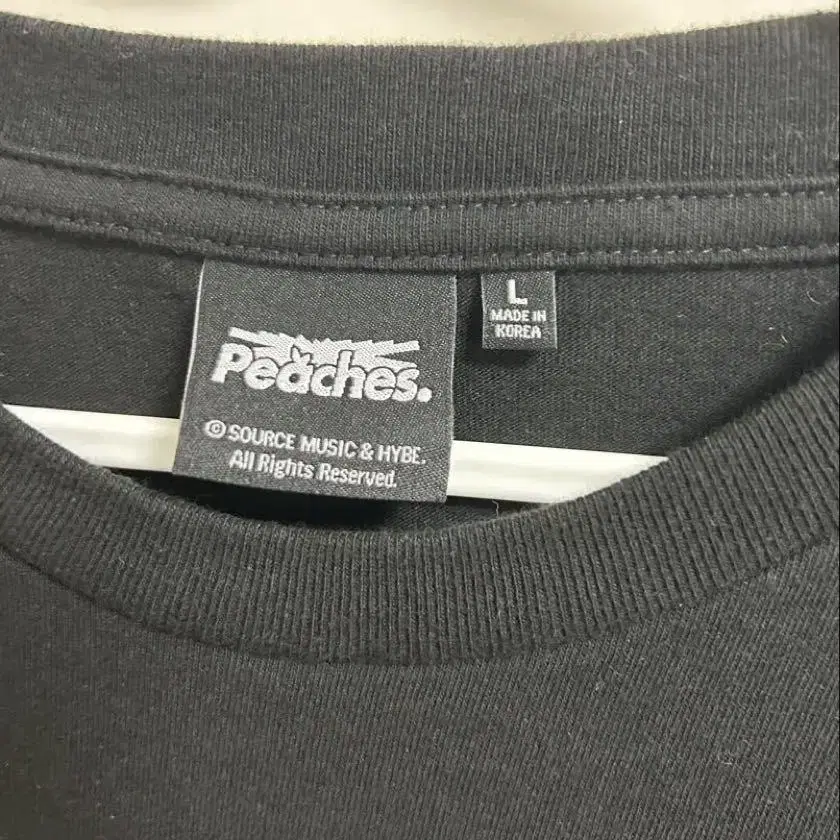 Peaches.
© SOURCE MUSIC & HYBE.
All Rights Reserved.
L
MADE IN
KOREA